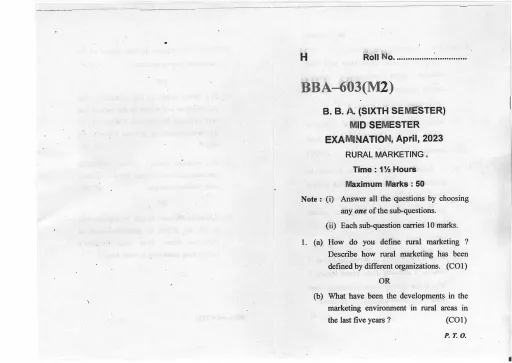 H Roll No. ................................
BBA–603(M2)
B. B. A. (SIXTH SEMESTER)
MID SEMESTER
EXAMINATION, April, 2023
RURAL MARKETING
Time : 1½ Hours
Maximum Marks : 50
Note : (i) Answer all the questions by choosing
any one of the sub-questions.
(ii) Each sub-question carries 10 marks.
1. (a) How do you define rural marketing ?
Describe how rural marketing has been
defined by different organizations. (CO1)
OR
(b) What have been the developments in the
marketing environment in rural areas in
the last five years ? (CO1)
P. T. O.